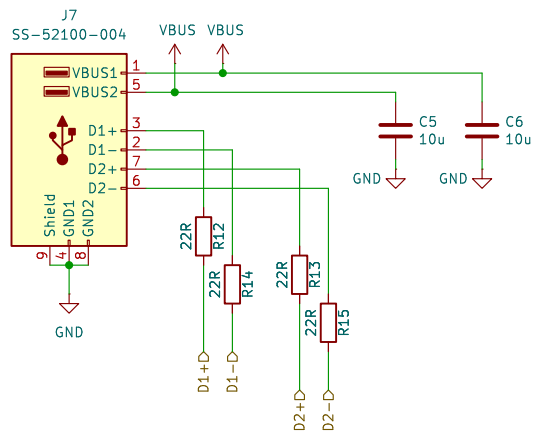 J7
SS-52100-004
VBUS
VBUS
VBUS1
1
VBUS2
5
D1+
3
D1-
2
D2+
7
D2-
6
Shield
GND1
GND2
9
4
8
GND
C5
10u
GND
C6
10u
GND
22R
R12
22R
R14
22R
R13
22R
R15
D1+
D1-
D2+
D2-